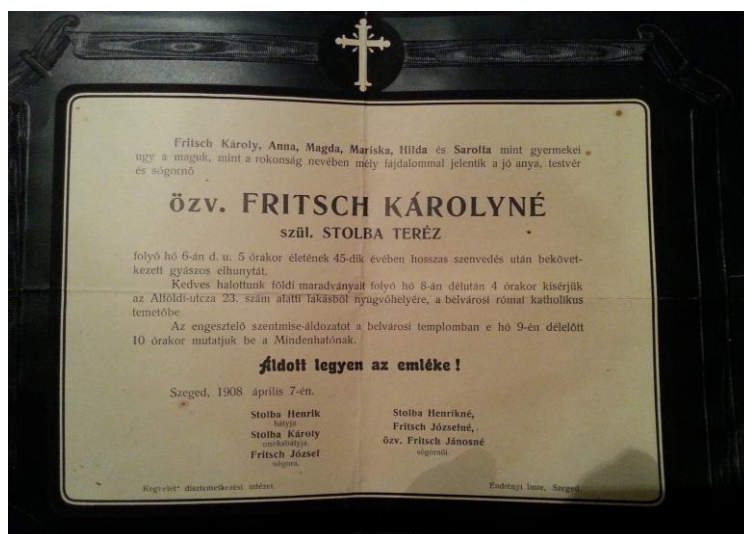 Fritsch Károly, Anna, Magda, Mariska, Hilda és Sarolta mint gyermekei
ugy a maguk, mint a rokonság nevében mély fájdalommal jelentik a jó anya, testvér
és sógornő
özv. FRITSCH KÁROLYNÉ
szül. STOLBA TERÉZ
folyó hó 6-án d. u. 5 órakor életének 45-dik évében hosszas szenvedés után bekövet-
kezett gyászos elhunytát.
Kedves halottunk földi maradványait folyó hó 8-án délután 4 órakor kisérjük
az Alföldi-utcza 23. szám alatti lakásból nyugvóhelyére, a belvárosi római katholikus
temetőbe.
Az engesztelő szentmise-áldozatot a belvárosi templomban e hó 9-én délelőtt
10 órakor mutatjuk be a Mindenhatónak.
Áldott legyen az emléke!
Szeged, 1908. április 7-én.
Stolba Henrik
bátyja
Stolba Károly
unokabátyja.
Fritsch József
sógora.
Stolba Henrikné,
Fritsch Józsefné,
özv. Fritsch Jánosné
sógornői.
Kegyelet" disztemetkezési intézet.
Endrényi Imre, Szeged.